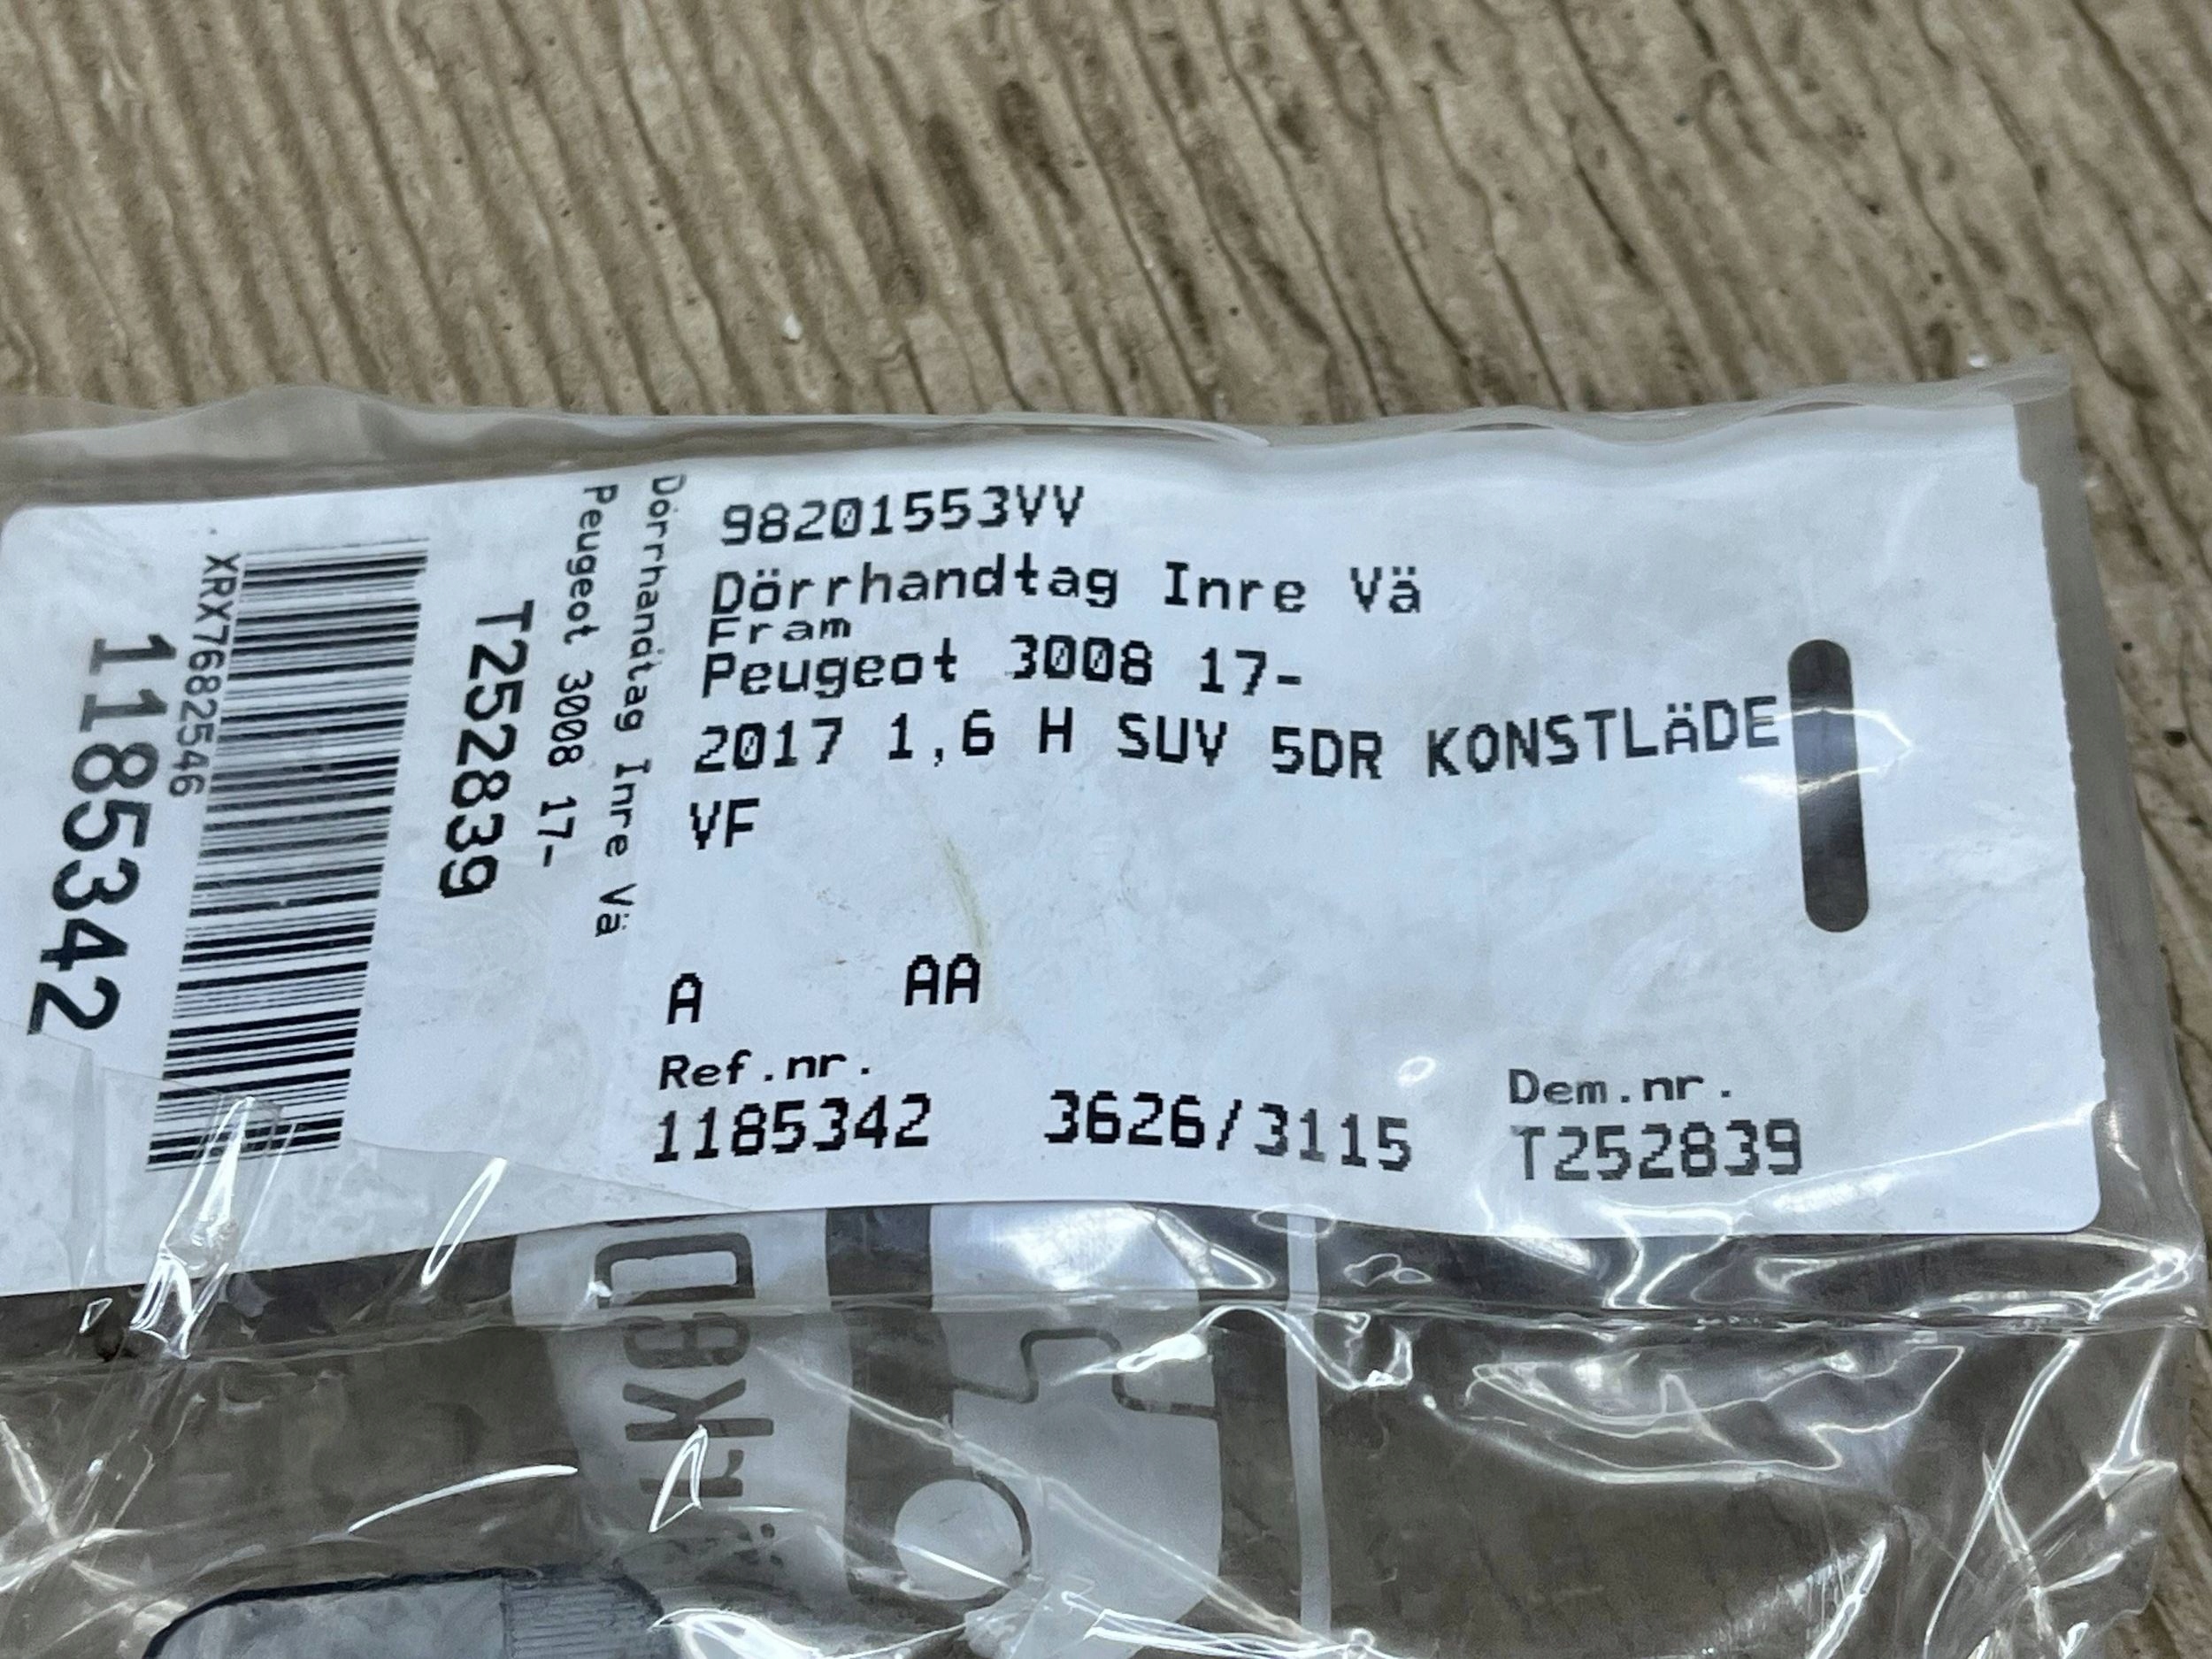 98201553VV
Dörrhandtag Inre Vä
Fram
Peugeot 3008 17-
2017 1,6 H SUV 5DR KONSTLÄDE
VF
A AA
Ref.nr.
1185342 3626/3115
Dem.nr.
T252839
Dörrhandtag Inre Vä
Peugeot 3008 17-
T252839
XRX7682546
1185342